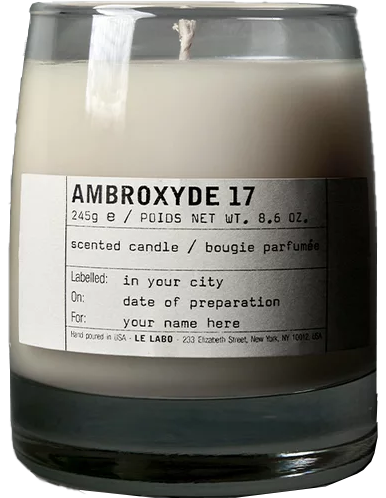 AMBROXYDE 17
245g e / POIDS NET WT. 8.6 OZ.
scented candle / bougie parfumée
Labelled: in your city
On: date of preparation
For: your name here
Hand poured in USA - LE LABO - 233 Elizabeth Street, New York, NY 10012, USA